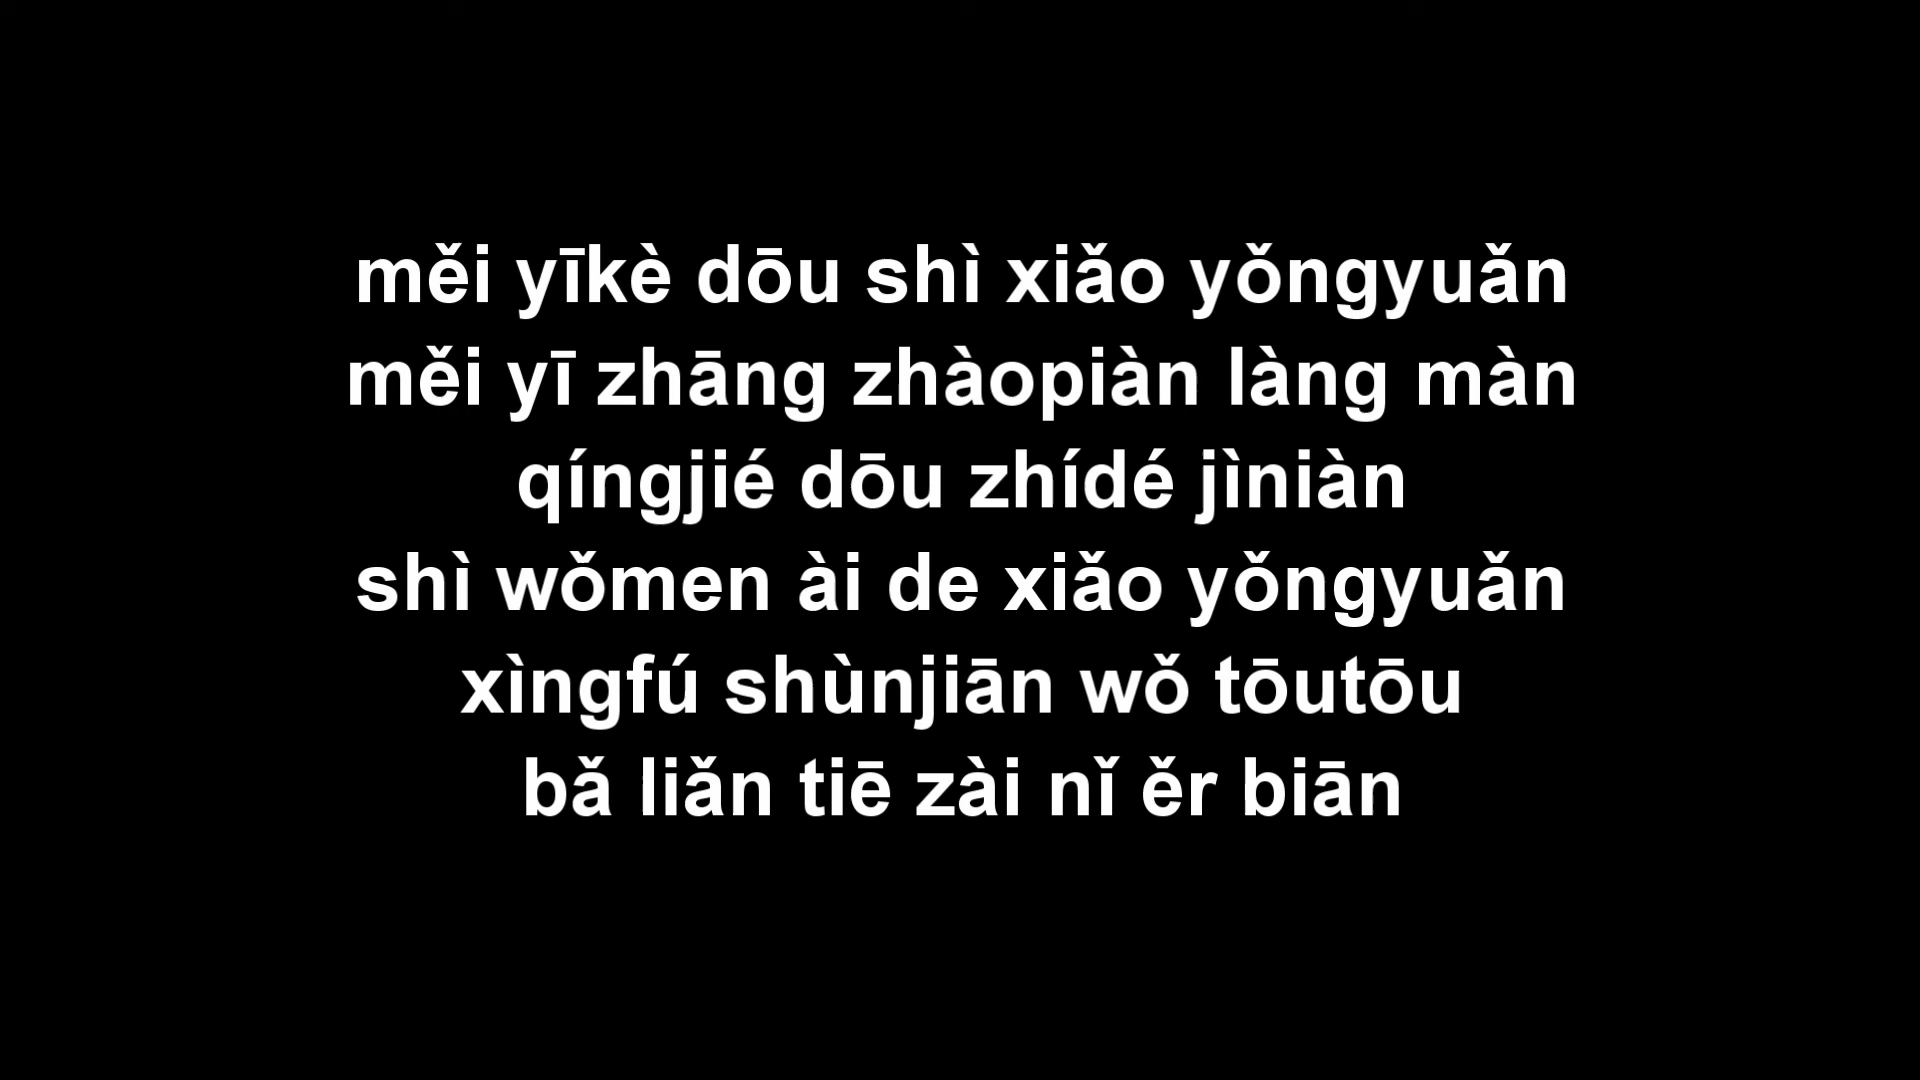 měi yīkè dōu shì xiǎo yǒngyuǎn
měi yī zhāng zhàopiàn làng màn
qíngjié dōu zhídé jìniàn
shì wǒmen ài de xiǎo yǒngyuǎn
xìngfú shùnjiān wǒ tōutōu
bǎ liǎn tiē zài nǐ ěr biān